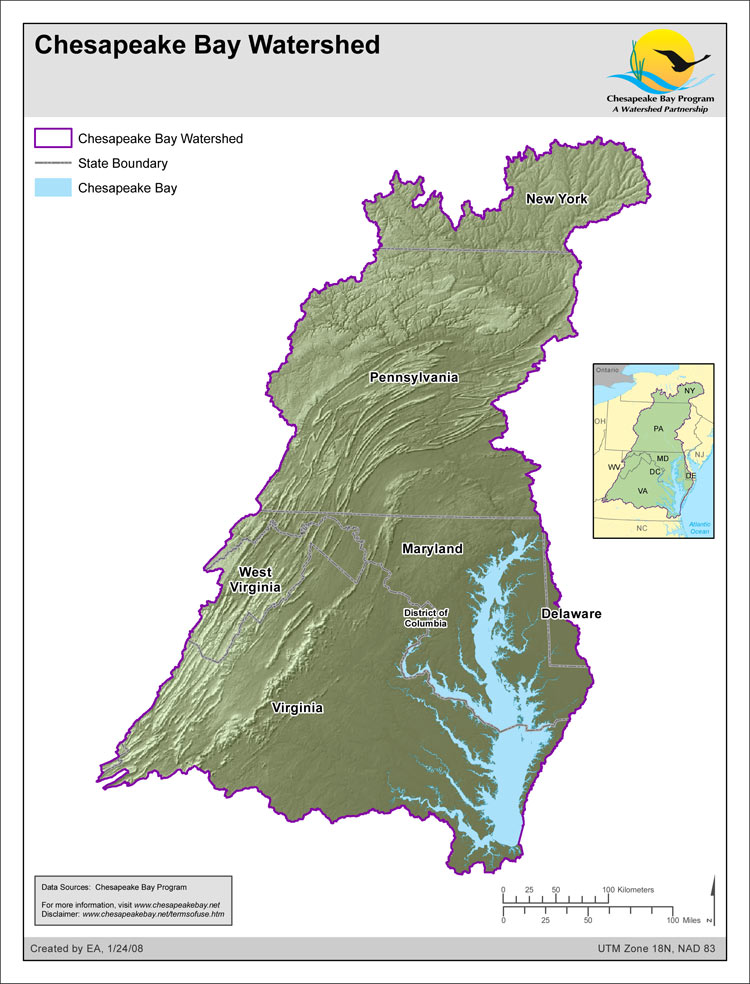 Chesapeake Bay Watershed
Chesapeake Bay Program
A Watershed Partnership
Chesapeake Bay Watershed
State Boundary
Chesapeake Bay
New York
Pennsylvania
Maryland
West
Virginia
District of
Columbia
Delaware
Virginia
Ontario
NY
OH
PA
NJ
MD
WV
DC
DE
VA
NC
Atlantic
Ocean
Data Sources: Chesapeake Bay Program
For more information, visit www.chesapeakebay.net
Disclaimer: www.chesapeakebay.net/termsofuse.htm
0 25 50 100 Kilometers
0 25 50 100 Miles
N
Created by EA, 1/24/08
UTM Zone 18N, NAD 83